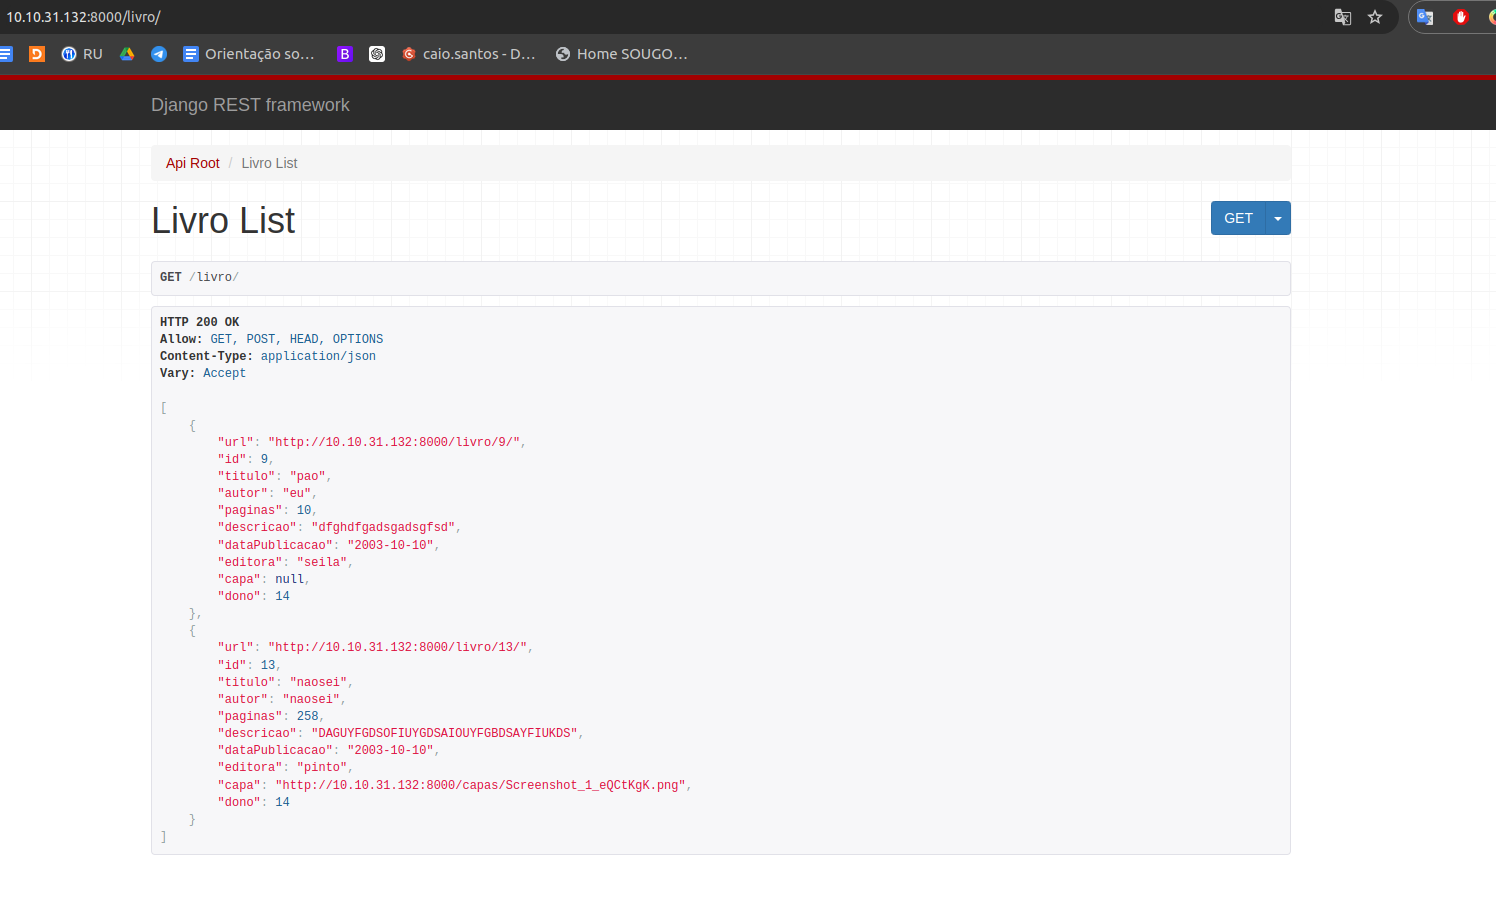 10.10.31.132:8000/livro/
RU Orientação so... B caio.santos - D... Home SOUGO...
Django REST framework
Api Root / Livro List
Livro List
GET
GET /livro/
HTTP 200 OK
Allow: GET, POST, HEAD, OPTIONS
Content-Type: application/json
Vary: Accept
[
    {
        "url": "http://10.10.31.132:8000/livro/9/",
        "id": 9,
        "titulo": "pao",
        "autor": "eu",
        "paginas": 10,
        "descricao": "dfghdfgadsgadsgfsd",
        "dataPublicacao": "2003-10-10",
        "editora": "seila",
        "capa": null,
        "dono": 14
    },
    {
        "url": "http://10.10.31.132:8000/livro/13/",
        "id": 13,
        "titulo": "naosei",
        "autor": "naosei",
        "paginas": 258,
        "descricao": "DAGUYFGDSOFIUYGDSAIOUYFGBDSAYFIUKDS",
        "dataPublicacao": "2003-10-10",
        "editora": "pinto",
        "capa": "http://10.10.31.132:8000/capas/Screenshot_1_eQCtKgK.png",
        "dono": 14
    }
]